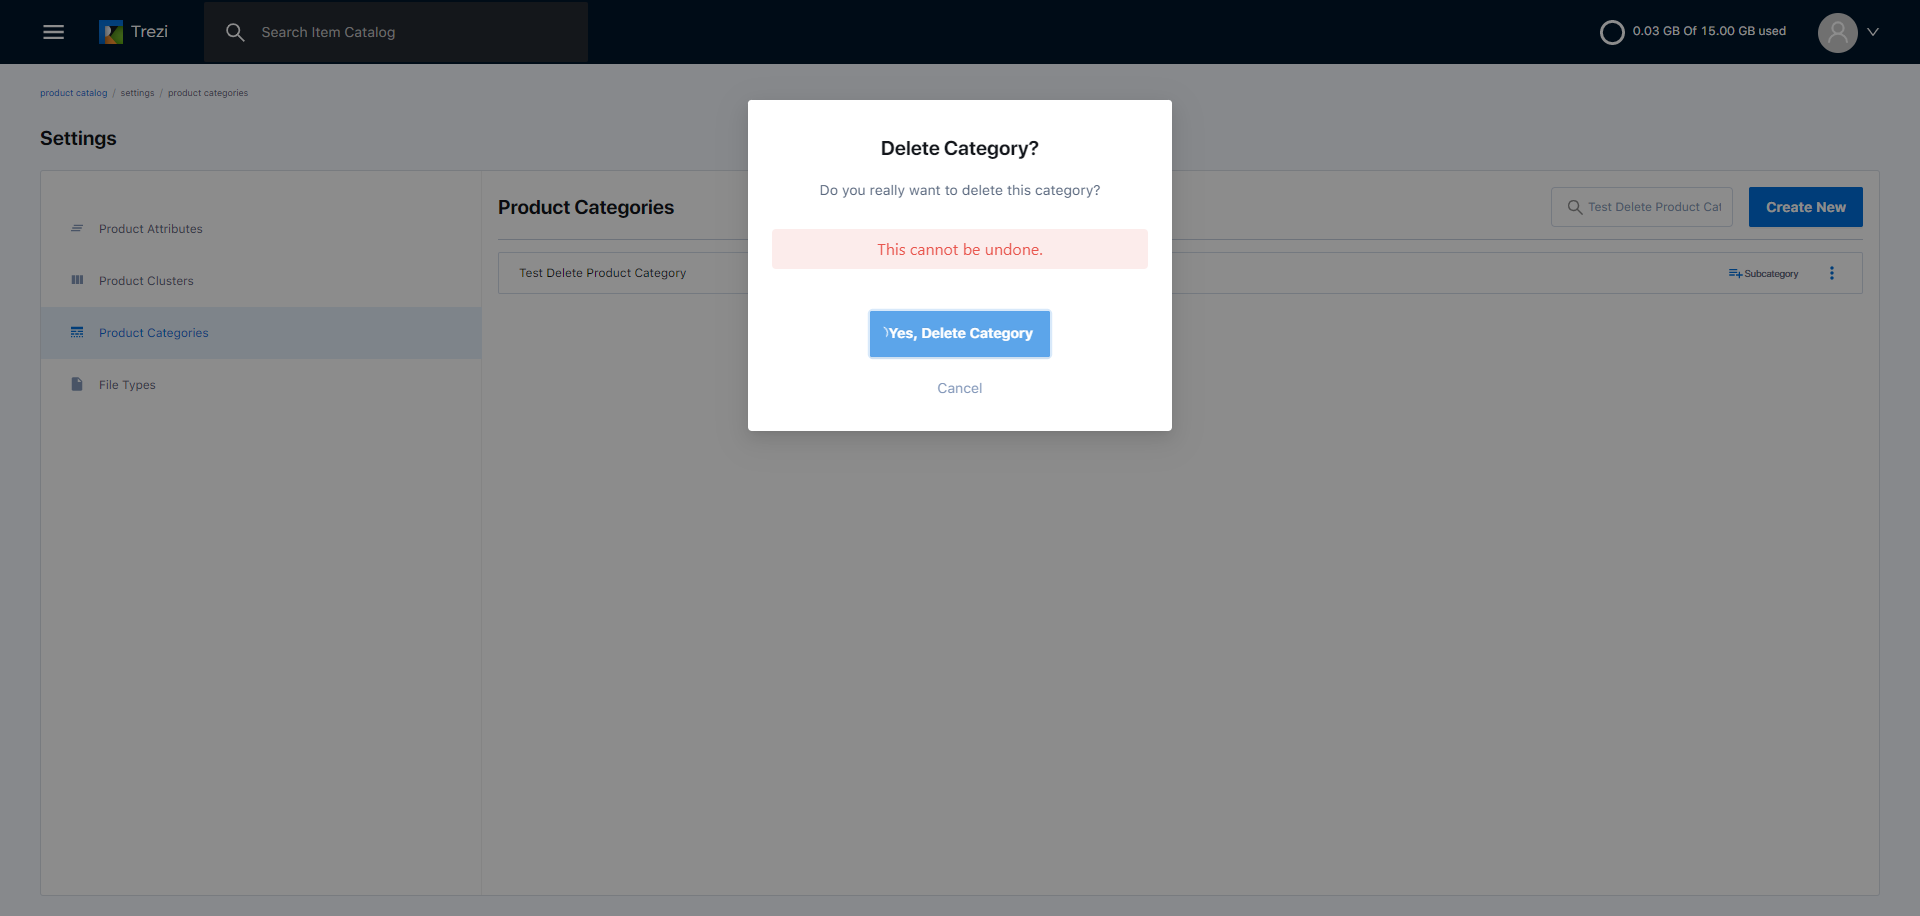 Trezi
Search Item Catalog
0.03 GB Of 15.00 GB used
product catalog / settings / product categories
Settings
Product Attributes
Product Clusters
Product Categories
File Types
Product Categories
Test Delete Product Cat
Create New
Test Delete Product Category
Subcategory
Delete Category?
Do you really want to delete this category?
This cannot be undone.
Yes, Delete Category
Cancel